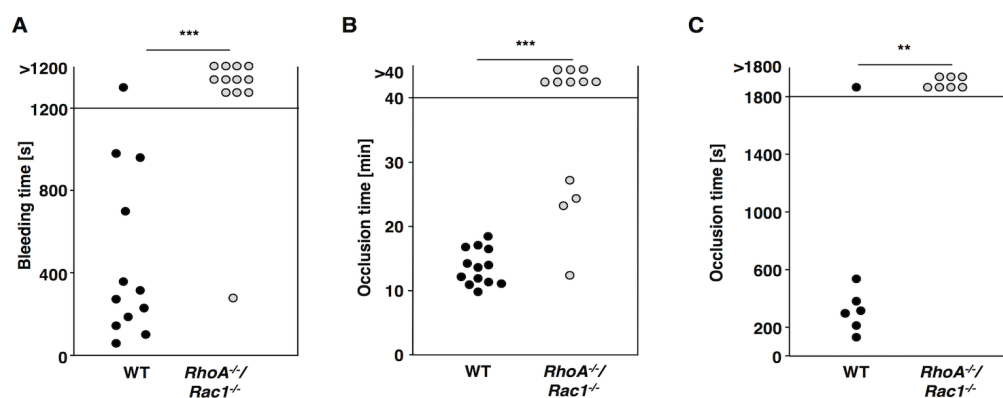 A
***
>1200
1200
800
400
0
Bleeding time [s]
WT
RhoA-/-/
Rac1-/-
B
***
>40
40
30
20
10
0
Occlusion time [min]
WT
RhoA-/-/
Rac1-/-
C
**
>1800
1800
1400
1000
600
200
Occlusion time [s]
WT
RhoA-/-/
Rac1-/-